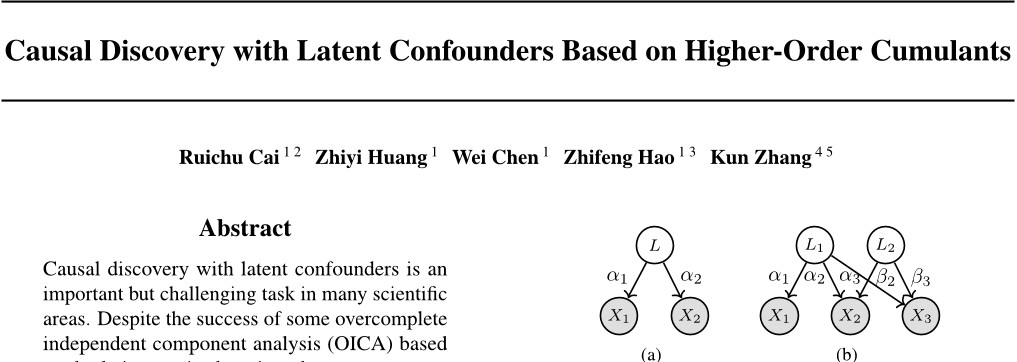 Causal Discovery with Latent Confounders Based on Higher-Order Cumulants
Ruichu Cai 1 2 Zhiyi Huang 1 Wei Chen 1 Zhifeng Hao 1 3 Kun Zhang 4 5
Abstract
Causal discovery with latent confounders is an
important but challenging task in many scientific
areas. Despite the success of some overcomplete
independent component analysis (OICA) based
L
α1 α2
X1 X2
(a)
L1 L2
α1 α2 α3 β2 β3
X1 X2 X3
(b)